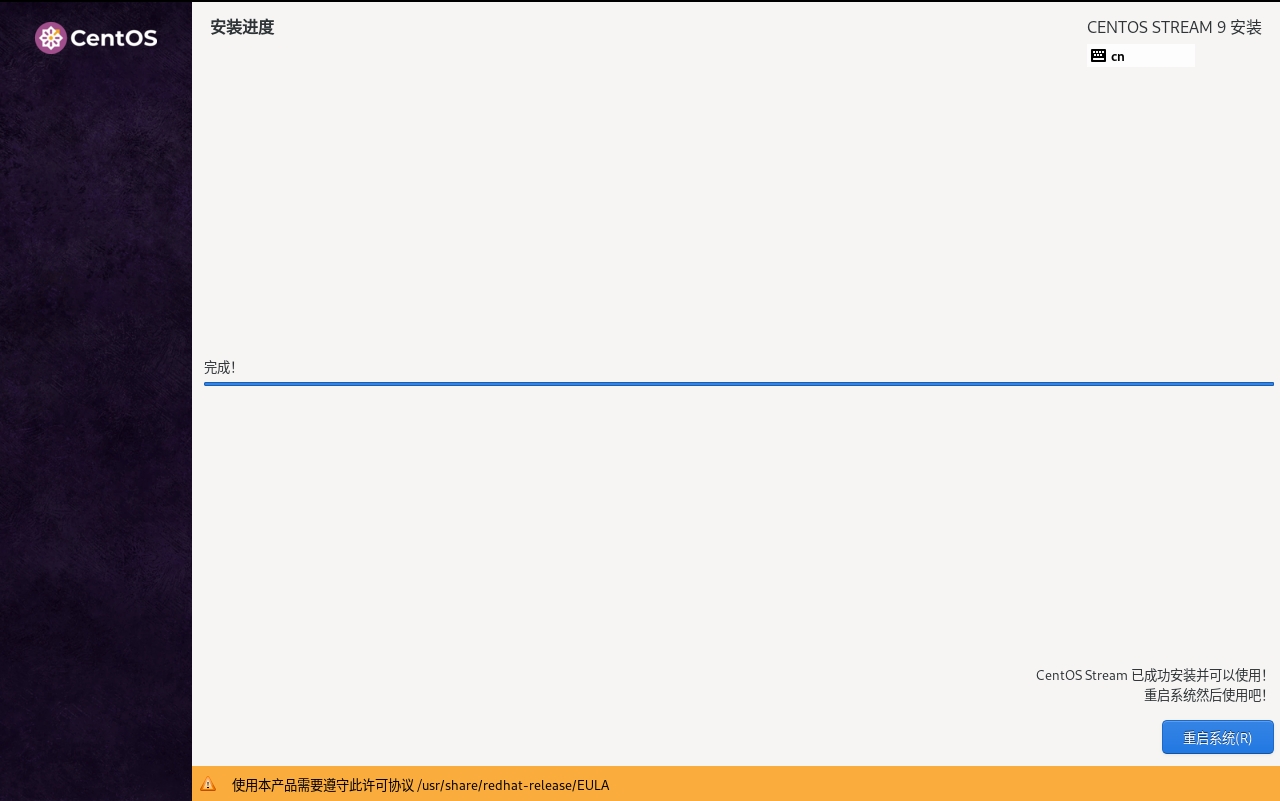 CentOS
安装进度
CENTOS STREAM 9 安装
cn
完成！
CentOS Stream 已成功安装并可以使用！
重启系统然后使用吧！
重启系统(R)
使用本产品需要遵守此许可协议 /usr/share/redhat-release/EULA